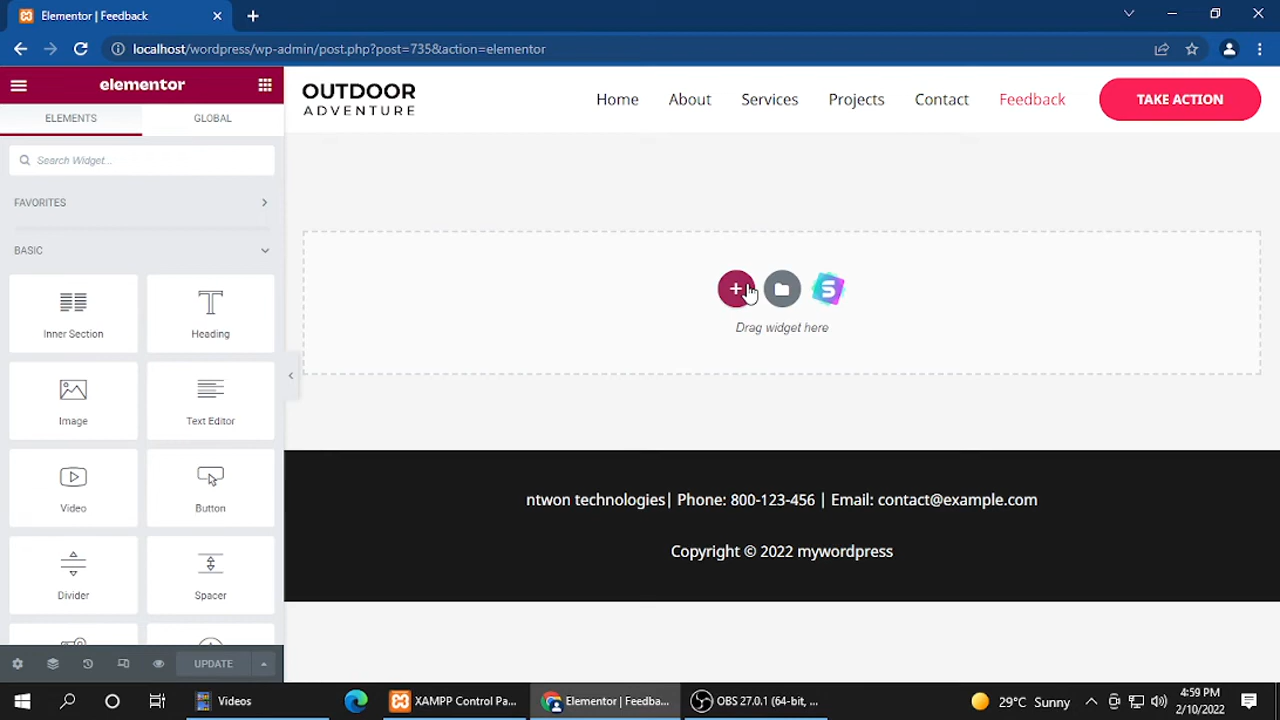 Elementor | Feedback
localhost/wordpress/wp-admin/post.php?post=735&action=elementor
elementor
ELEMENTS
GLOBAL
Search Widget...
FAVORITES
BASIC
Inner Section
Heading
Image
Text Editor
Video
Button
Divider
Spacer
UPDATE
OUTDOOR
ADVENTURE
Home
About
Services
Projects
Contact
Feedback
TAKE ACTION
S
Drag widget here
ntwon technologies| Phone: 800-123-456 | Email: contact@example.com
Copyright © 2022 mywordpress
Videos
XAMPP Control Pa...
Elementor | Feedba...
OBS 27.0.1 (64-bit, ...
29°C Sunny
4:59 PM
2/10/2022